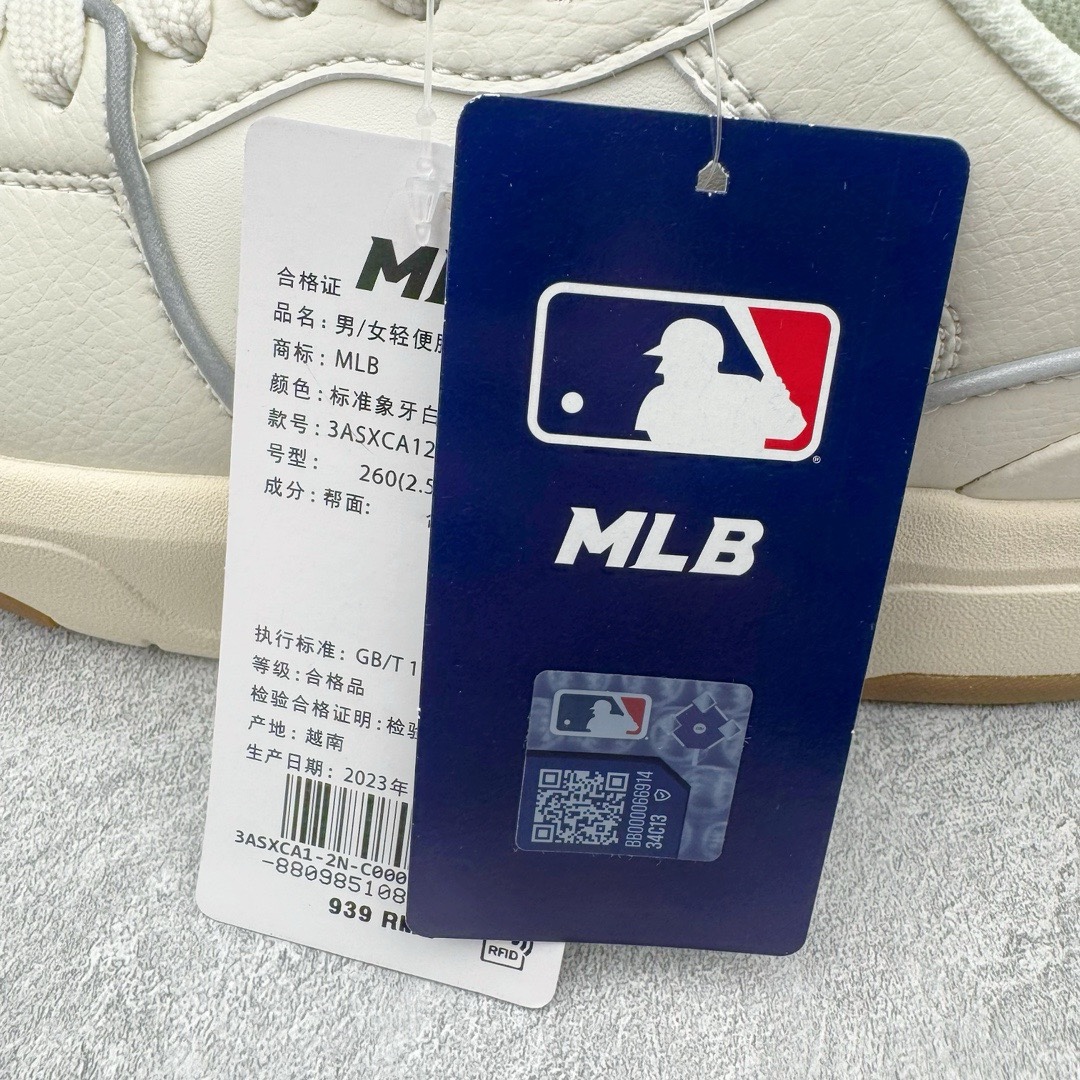 合格证
品名：男/女轻便
商标：MLB
颜色：标准象牙白
款号：3ASXCA12
号型： 260(2.5
成分：帮面：
执行标准：GB/T 1
等级：合格品
检验合格证明：检验
产地：越南
生产日期：2023年
3ASXCA1-2N-C000
-880985108
939
RFID
®
MLB
BB000066914
34C13